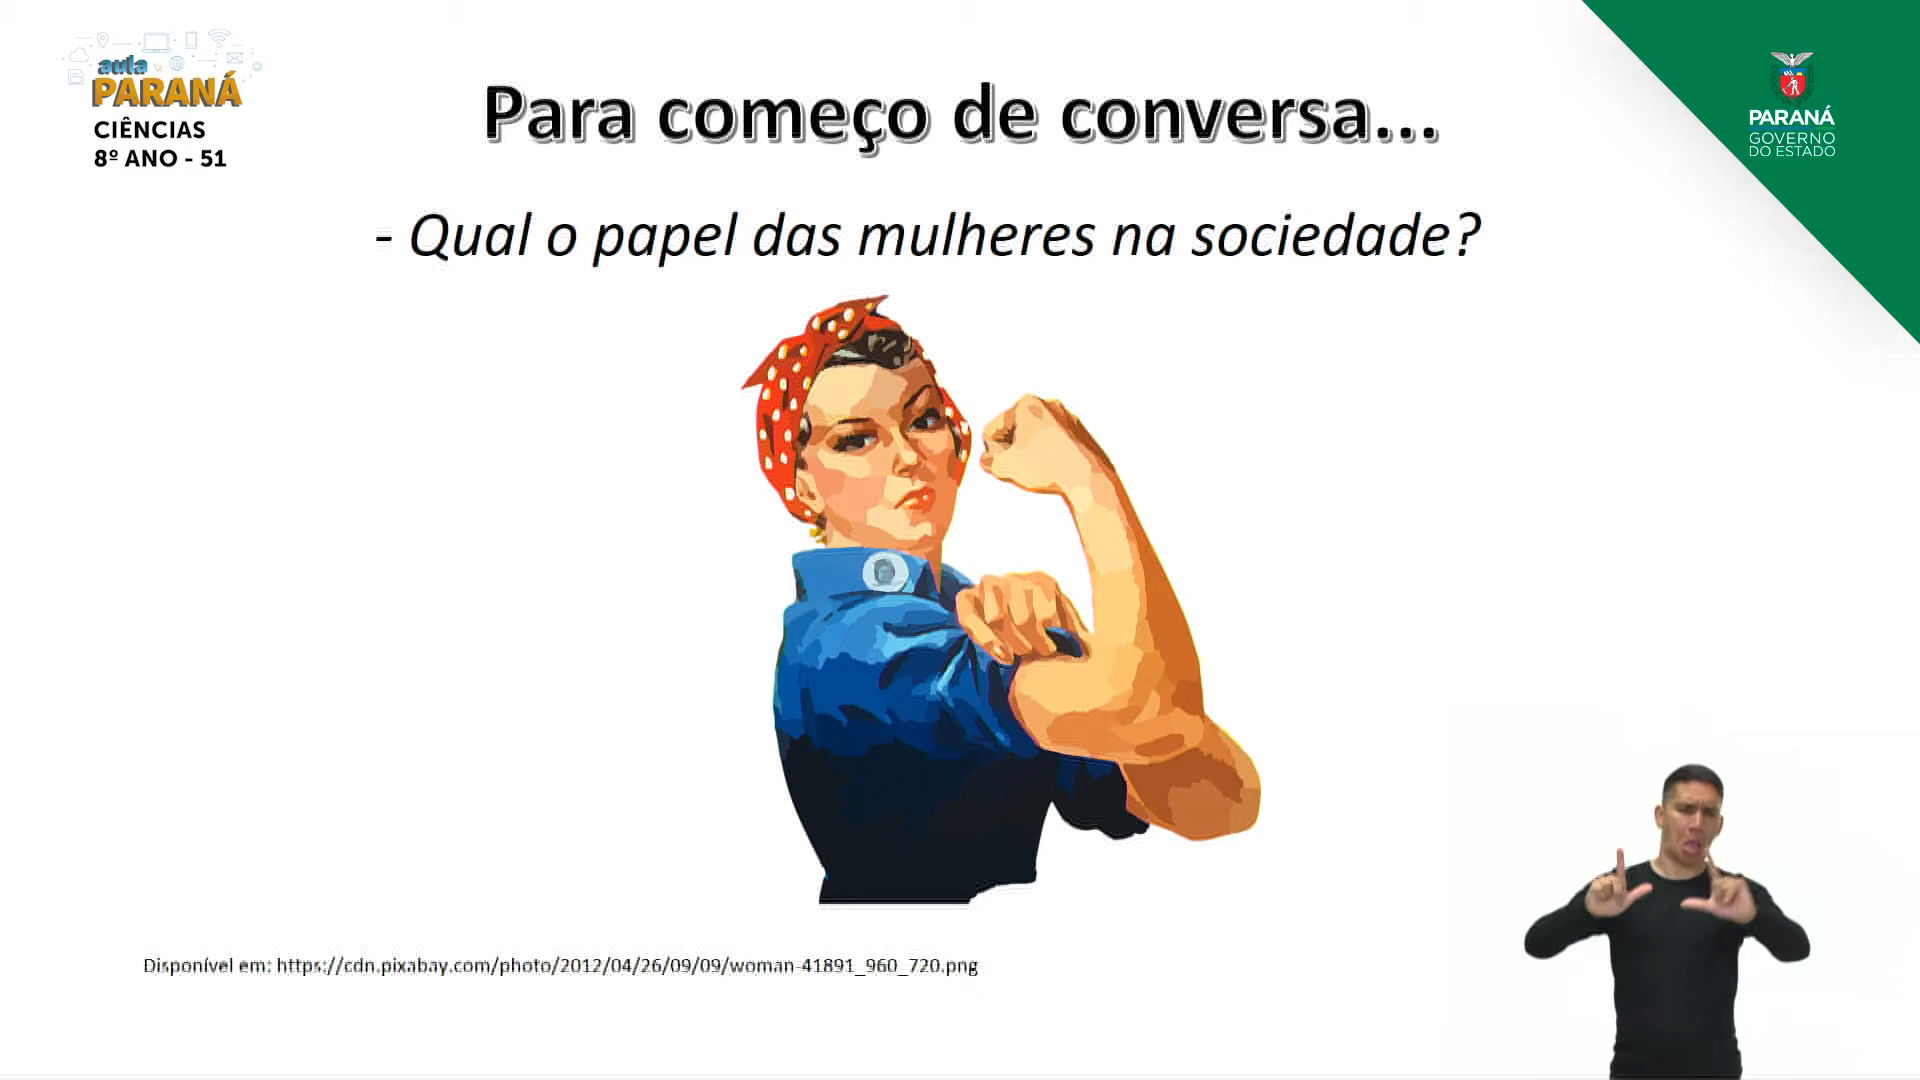 aula
PARANÁ
CIÊNCIAS
8º ANO - 51
Para começo de conversa...
PARANÁ
GOVERNO
DO ESTADO
- Qual o papel das mulheres na sociedade?
Disponível em: https://cdn.pixabay.com/photo/2012/04/26/09/09/woman-41891_960_720.png